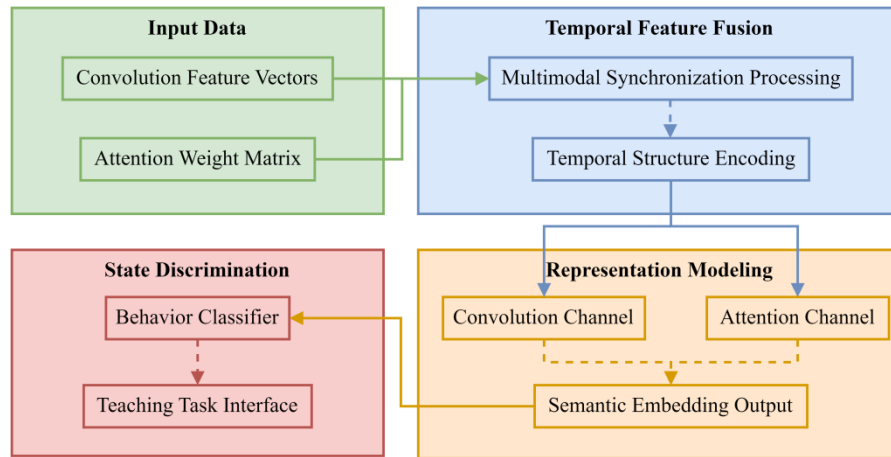 Input Data
Convolution Feature Vectors
Attention Weight Matrix
Temporal Feature Fusion
Multimodal Synchronization Processing
Temporal Structure Encoding
State Discrimination
Behavior Classifier
Teaching Task Interface
Representation Modeling
Convolution Channel
Attention Channel
Semantic Embedding Output